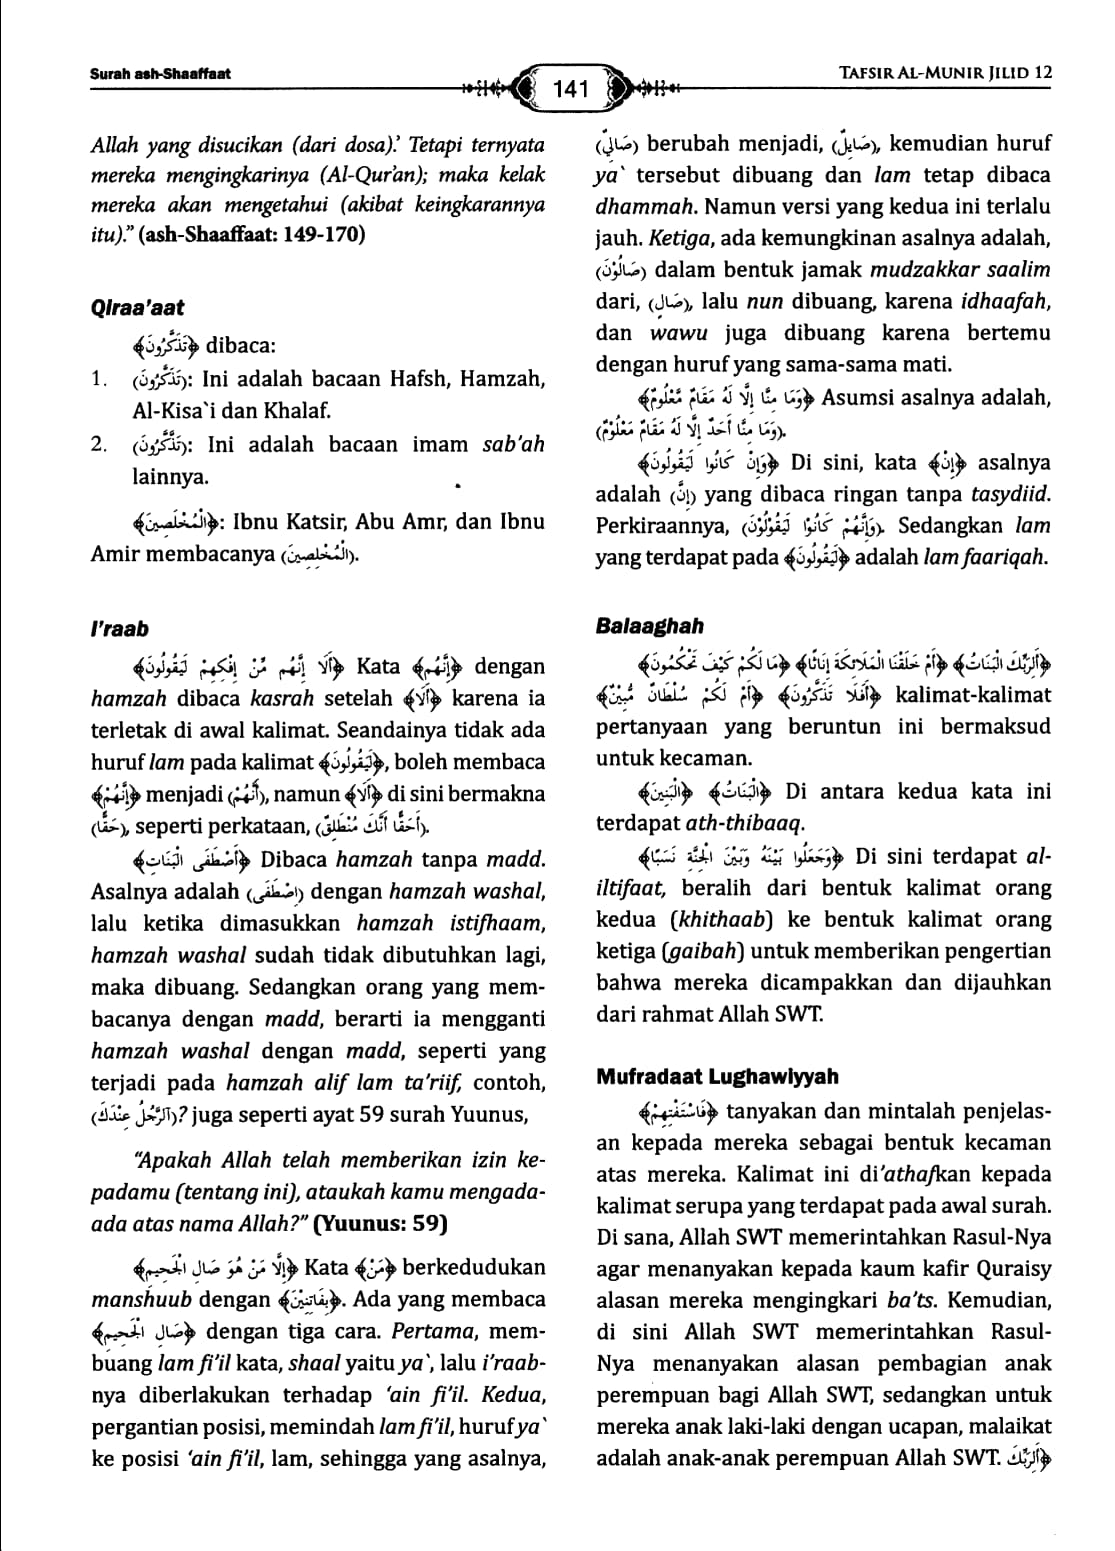 Surah ash-Shaaffaat
141
TAFSIR AL-MUNIR JILID 12
Allah yang disucikan (dari dosa).’ Tetapi ternyata
mereka mengingkarinya (Al-Qur’an); maka kelak
mereka akan mengetahui (akibat keingkarannya
itu).” (ash-Shaaffaat: 149-170)
Qiraa’aat
﴿تَذَكَّرُونَ﴾ dibaca:
1. (تَذَكَّرُونَ): Ini adalah bacaan Hafsh, Hamzah,
Al-Kisa`i dan Khalaf.
2. (تَذَّكَّرُونَ): Ini adalah bacaan imam sab’ah
lainnya.
﴿الْمُخْلَصِينَ﴾: Ibnu Katsir, Abu Amr, dan Ibnu
Amir membacanya (الْمُخْلِصِينَ).
I’raab
﴿أَلَا إِنَّهُم مِّنْ إِفْكِهِمْ لَيَقُولُونَ﴾ Kata ﴿إِنَّهُم﴾ dengan
hamzah dibaca kasrah setelah ﴿أَلَا﴾ karena ia
terletak di awal kalimat. Seandainya tidak ada
huruf lam pada kalimat ﴿لَيَقُولُونَ﴾, boleh membaca
﴿إِنَّهُمْ﴾ menjadi (أَنَّهُمْ), namun ﴿أَلَا﴾ di sini bermakna
(حَقًّا), seperti perkataan, (أَحَقًّا أَنَّكَ مُنْطَلِقٌ).
﴿أَصْطَفَى الْبَنَاتِ﴾ Dibaca hamzah tanpa madd.
Asalnya adalah (اِصْطَفَى) dengan hamzah washal,
lalu ketika dimasukkan hamzah istifhaam,
hamzah washal sudah tidak dibutuhkan lagi,
maka dibuang. Sedangkan orang yang mem-
bacanya dengan madd, berarti ia mengganti
hamzah washal dengan madd, seperti yang
terjadi pada hamzah alif lam ta’riif, contoh,
(آلرَّجُلُ عِنْدَكَ)? juga seperti ayat 59 surah Yuunus,
“Apakah Allah telah memberikan izin ke-
padamu (tentang ini), ataukah kamu mengada-
ada atas nama Allah?” (Yuunus: 59)
﴿إِلَّا مَنْ هُوَ صَالِ الْجَحِيمِ﴾ Kata ﴿مَنْ﴾ berkedudukan
manshuub dengan ﴿بِفَاتِنِينَ﴾. Ada yang membaca
﴿صَالِ الْجَحِيمِ﴾ dengan tiga cara. Pertama, mem-
buang lam fi’il kata, shaal yaitu ya`, lalu i’raab-
nya diberlakukan terhadap ‘ain fi’il. Kedua,
pergantian posisi, memindah lam fi’il, huruf ya`
ke posisi ‘ain fi’il, lam, sehingga yang asalnya,
(صَالِيٌ) berubah menjadi, (صَايِلٌ), kemudian huruf
ya` tersebut dibuang dan lam tetap dibaca
dhammah. Namun versi yang kedua ini terlalu
jauh. Ketiga, ada kemungkinan asalnya adalah,
(صَالُوْنَ) dalam bentuk jamak mudzakkar saalim
dari, (صَالٍ), lalu nun dibuang, karena idhaafah,
dan wawu juga dibuang karena bertemu
dengan huruf yang sama-sama mati.
﴿وَمَا مِنَّا إِلَّا لَهُ مَقَامٌ مَّعْلُومٌ﴾ Asumsi asalnya adalah,
(وَمَا مِنَّا أَحَدٌ إِلَّا لَهُ مَقَامٌ مَعْلُوْمٌ).
﴿وَإِنْ كَانُوا لَيَقُولُونَ﴾ Di sini, kata ﴿إِنْ﴾ asalnya
adalah (إِنَّ) yang dibaca ringan tanpa tasydiid.
Perkiraannya, (وَإِنَّهُمْ كَانُوْا لَيَقُوْلُوْنَ). Sedangkan lam
yang terdapat pada ﴿لَيَقُولُونَ﴾ adalah lam faariqah.
Balaaghah
﴿أَلِرَبِّكَ الْبَنَاتُ﴾ ﴿أَمْ خَلَقْنَا الْمَلَائِكَةَ إِنَاثًا﴾ ﴿مَا لَكُمْ كَيْفَ تَحْكُمُونَ﴾
﴿أَفَلَا تَذَكَّرُونَ﴾ ﴿أَمْ لَكُمْ سُلْطَانٌ مُّبِينٌ﴾ kalimat-kalimat
pertanyaan yang beruntun ini bermaksud
untuk kecaman.
﴿الْبَنَاتُ﴾ ﴿الْبَنِينَ﴾ Di antara kedua kata ini
terdapat ath-thibaaq.
﴿وَجَعَلُوا بَيْنَهُ وَبَيْنَ الْجِنَّةِ نَسَبًا﴾ Di sini terdapat al-
iltifaat, beralih dari bentuk kalimat orang
kedua (khithaab) ke bentuk kalimat orang
ketiga (gaibah) untuk memberikan pengertian
bahwa mereka dicampakkan dan dijauhkan
dari rahmat Allah SWT.
Mufradaat Lughawiyyah
﴿فَاسْتَفْتِهِمْ﴾ tanyakan dan mintalah penjelas-
an kepada mereka sebagai bentuk kecaman
atas mereka. Kalimat ini di’athafkan kepada
kalimat serupa yang terdapat pada awal surah.
Di sana, Allah SWT memerintahkan Rasul-Nya
agar menanyakan kepada kaum kafir Quraisy
alasan mereka mengingkari ba’ts. Kemudian,
di sini Allah SWT memerintahkan Rasul-
Nya menanyakan alasan pembagian anak
perempuan bagi Allah SWT, sedangkan untuk
mereka anak laki-laki dengan ucapan, malaikat
adalah anak-anak perempuan Allah SWT. ﴿أَلِرَبِّكَ